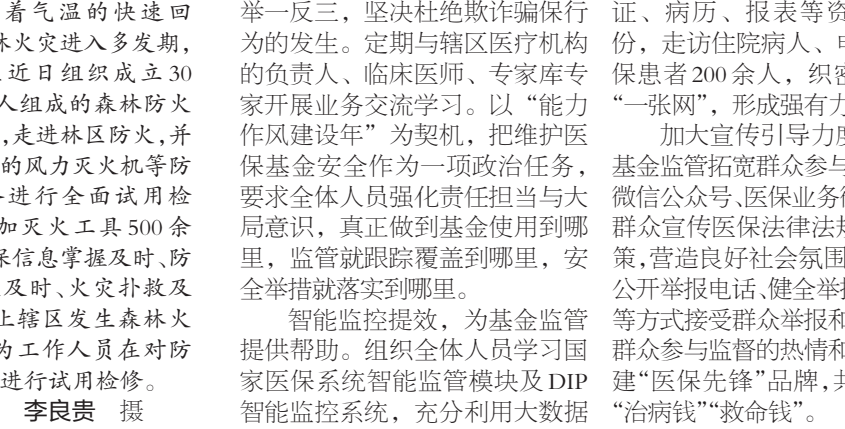 着气温的快速回
林火灾进入多发期,
近日组织成立30
人组成的森林防火
,走进林区防火,并
的风力灭火机等防
进行全面试用检
加灭火工具500余
保信息掌握及时、防
及时、火灾扑救及
上辖区发生森林火
为工作人员在对防
进行试用检修。
李良贵 摄
举一反三，坚决杜绝欺诈骗保行
为的发生。定期与辖区医疗机构
的负责人、临床医师、专家库专
家开展业务交流学习。以“能力
作风建设年”为契机，把维护医
保基金安全作为一项政治任务，
要求全体人员强化责任担当与大
局意识，真正做到基金使用到哪
里，监管就跟踪覆盖到哪里，安
全举措就落实到哪里。
智能监控提效，为基金监管
提供帮助。组织全体人员学习国
家医保系统智能监管模块及DIP
智能监控系统，充分利用大数据
证、病历、报表等资
份，走访住院病人、
保患者200余人，织密
“一张网”，形成强有力
加大宣传引导力度
基金监管拓宽群众参与
微信公众号、医保业务
群众宣传医保法律法规
策,营造良好社会氛围
公开举报电话、健全举报
等方式接受群众举报和
群众参与监督的热情和
建“医保先锋”品牌,共
“治病钱”“救命钱”。